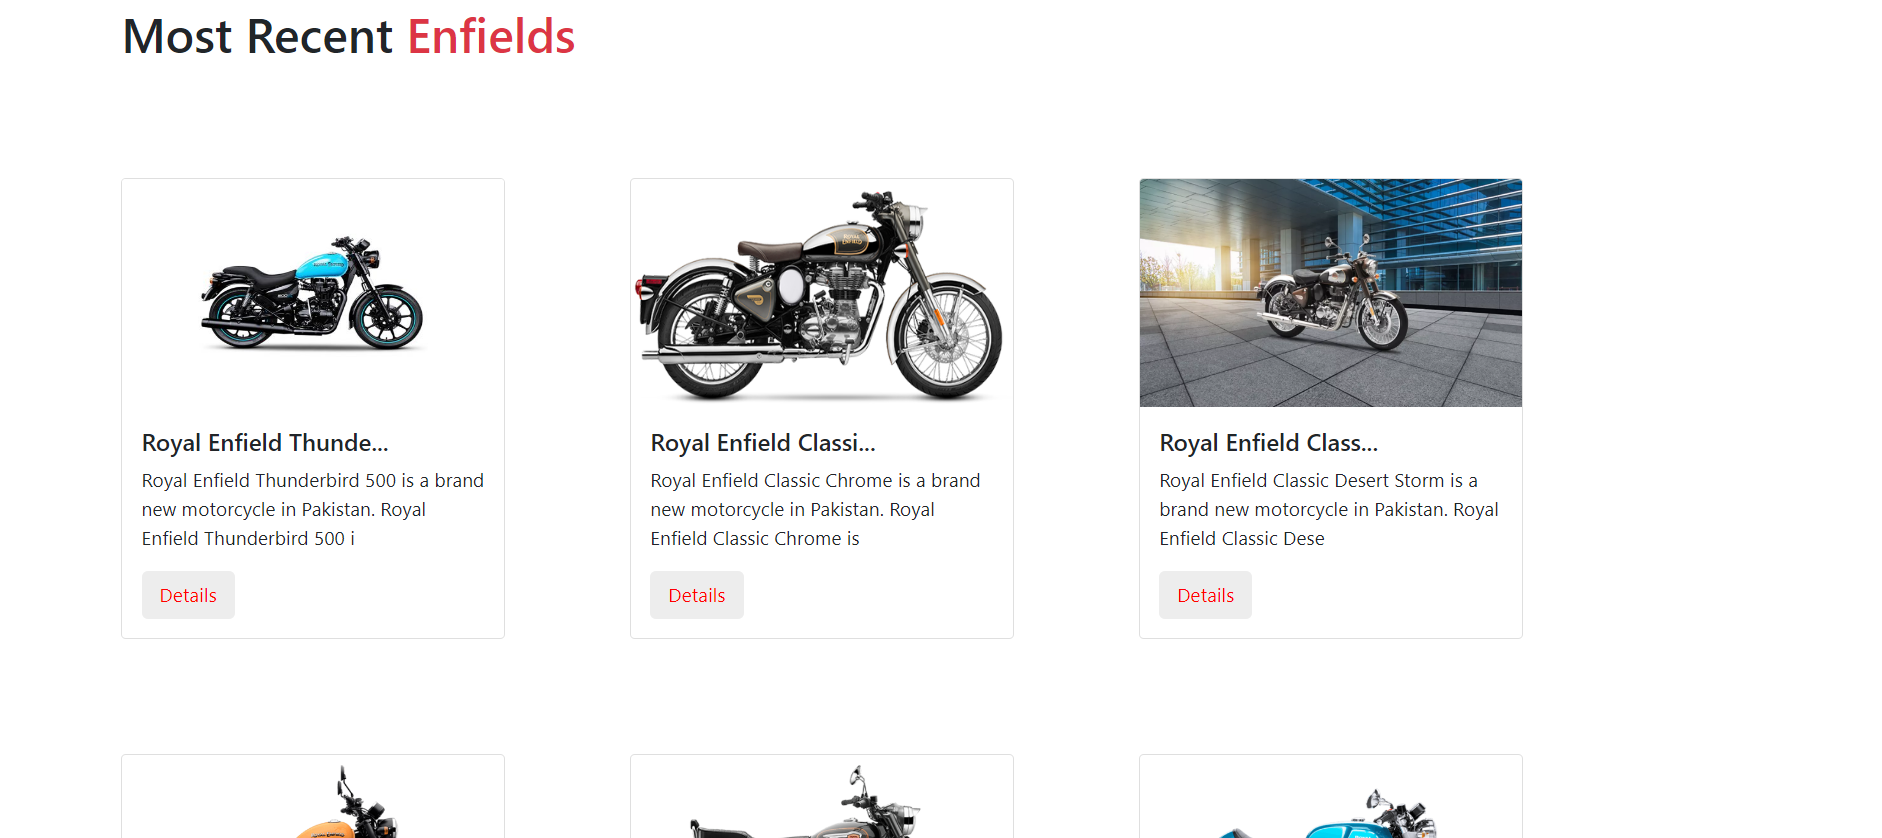 Most Recent Enfields
Royal Enfield Thunde...
Royal Enfield Thunderbird 500 is a brand
new motorcycle in Pakistan. Royal
Enfield Thunderbird 500 i
Details
Royal Enfield Classi...
Royal Enfield Classic Chrome is a brand
new motorcycle in Pakistan. Royal
Enfield Classic Chrome is
Details
Royal Enfield Class...
Royal Enfield Classic Desert Storm is a
brand new motorcycle in Pakistan. Royal
Enfield Classic Dese
Details